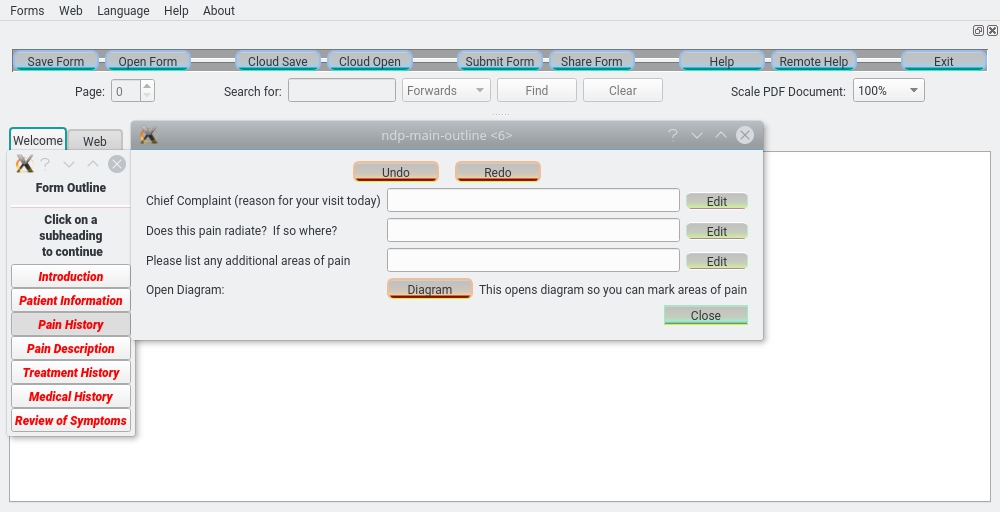 Forms Web Language Help About
Save Form Open Form Cloud Save Cloud Open Submit Form Share Form Help Remote Help Exit
Page: 0 Search for: Forwards Find Clear Scale PDF Document: 100%
Welcome Web
ndp-main-outline <6>
Form Outline
Click on a
subheading
to continue
Introduction
Patient Information
Pain History
Pain Description
Treatment History
Medical History
Review of Symptoms
Undo Redo
Chief Complaint (reason for your visit today) Edit
Does this pain radiate? If so where? Edit
Please list any additional areas of pain Edit
Open Diagram: Diagram This opens diagram so you can mark areas of pain
Close